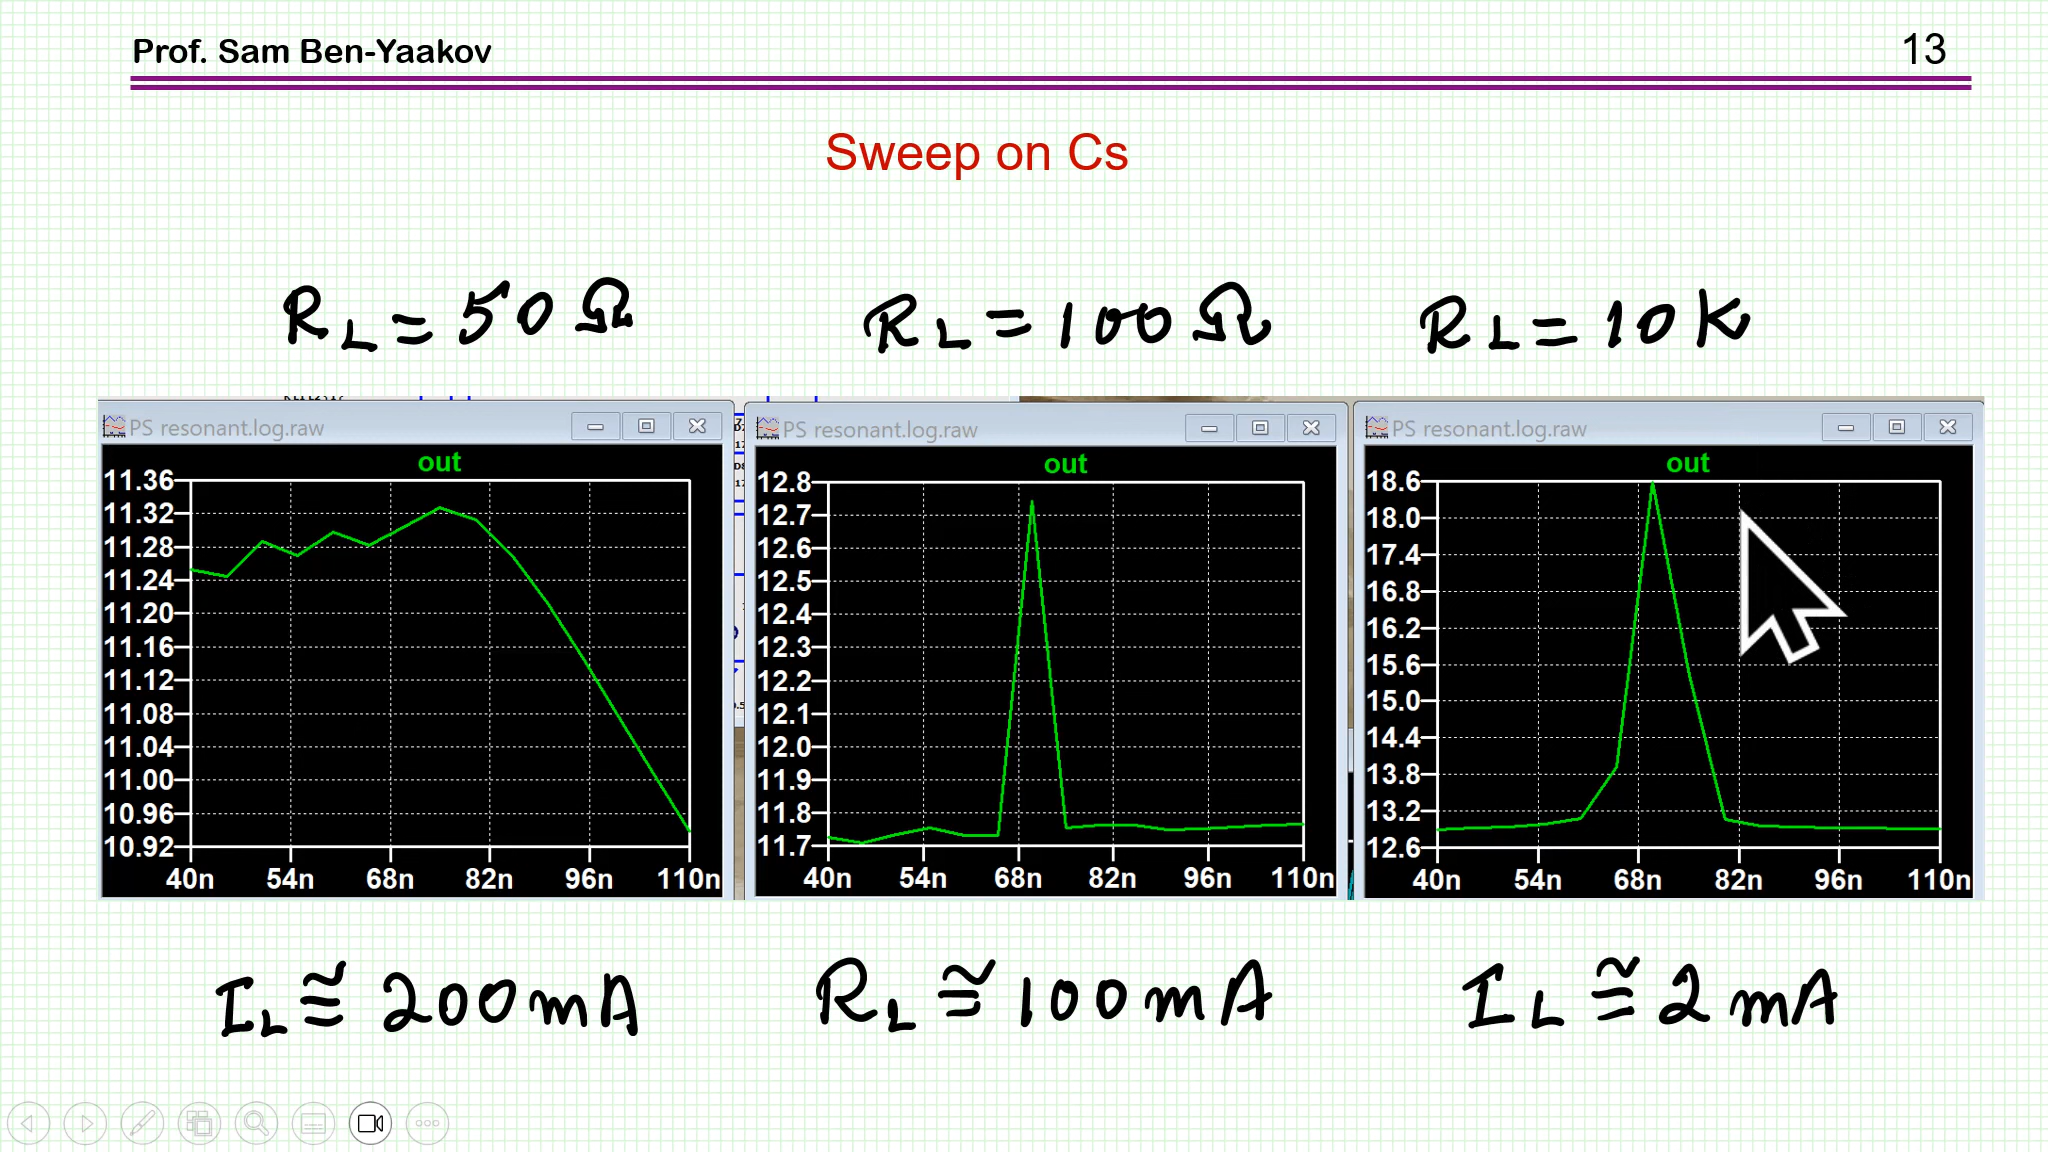 Prof. Sam Ben-Yaakov
13
Sweep on Cs
RL = 50 Ω
RL = 100 Ω
RL = 10 K
PS resonant.log.raw
out
11.36
11.32
11.28
11.24
11.20
11.16
11.12
11.08
11.04
11.00
10.96
10.92
40n 54n 68n 82n 96n 110n
PS resonant.log.raw
out
12.8
12.7
12.6
12.5
12.4
12.3
12.2
12.1
12.0
11.9
11.8
11.7
40n 54n 68n 82n 96n 110n
PS resonant.log.raw
out
18.6
18.0
17.4
16.8
16.2
15.6
15.0
14.4
13.8
13.2
12.6
40n 54n 68n 82n 96n 110n
IL ≅ 200mA
RL ≅ 100mA
IL ≅ 2mA